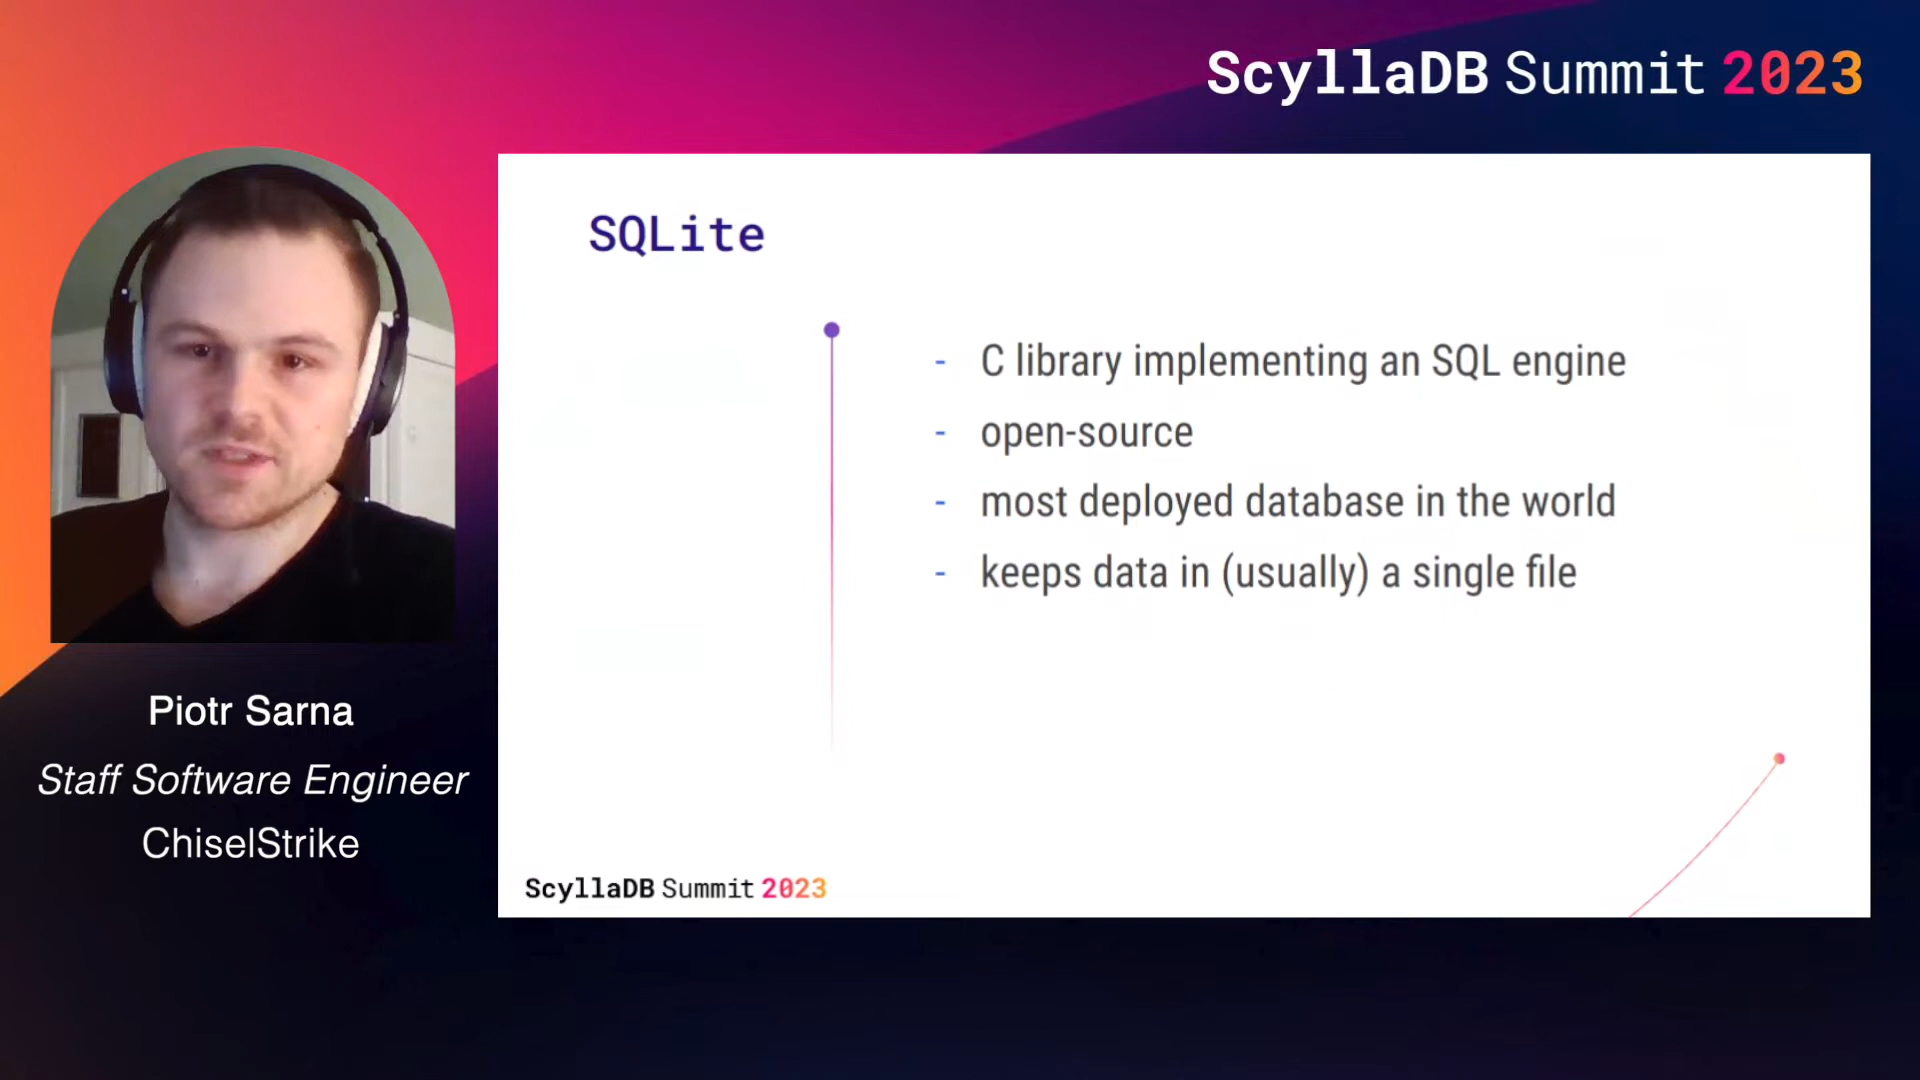 ScyllaDB Summit 2023
SQLite
- C library implementing an SQL engine
- open-source
- most deployed database in the world
- keeps data in (usually) a single file
Piotr Sarna
Staff Software Engineer
ChiselStrike
ScyllaDB Summit 2023